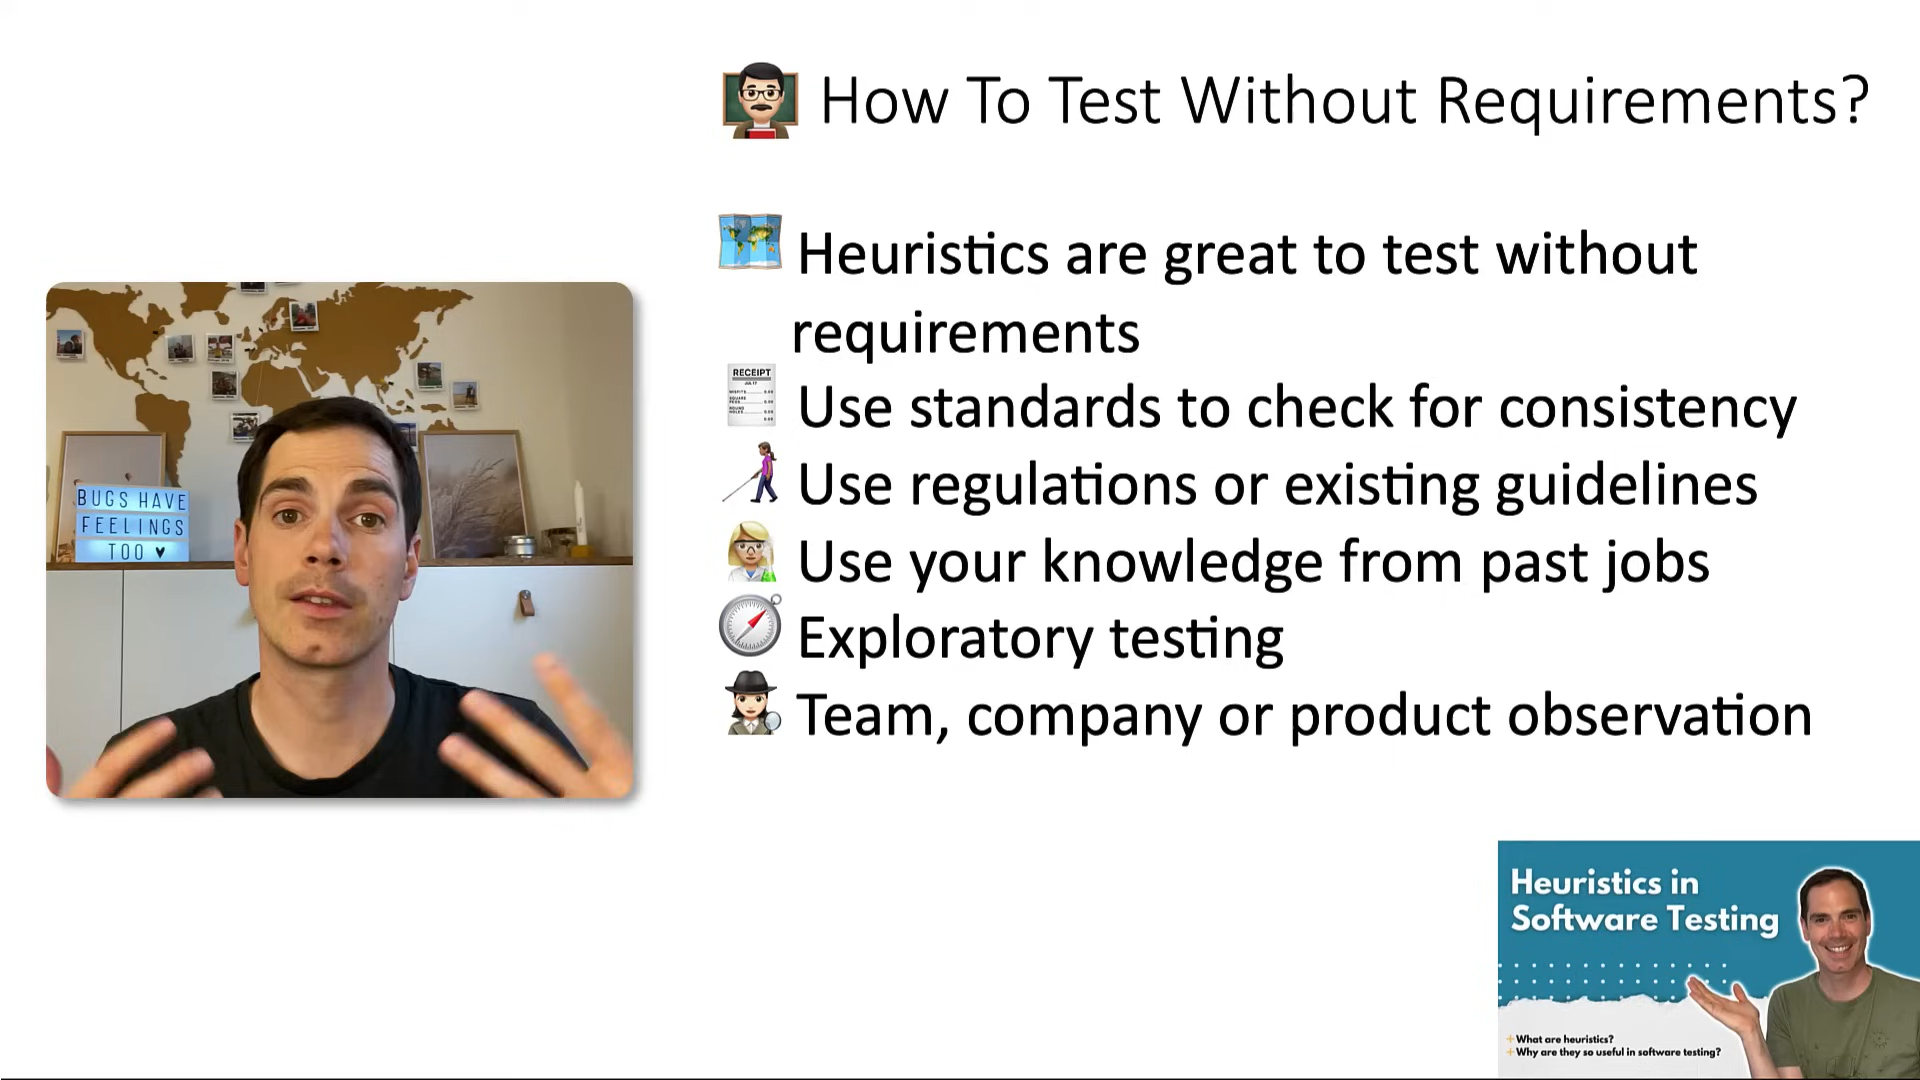 How To Test Without Requirements?
Heuristics are great to test without
requirements
RECEIPT
Use standards to check for consistency
Use regulations or existing guidelines
Use your knowledge from past jobs
Exploratory testing
Team, company or product observation
BUGS HAVE
FEELINGS
TOO ♥
Heuristics in
Software Testing
+ What are heuristics?
+ Why are they so useful in software testing?